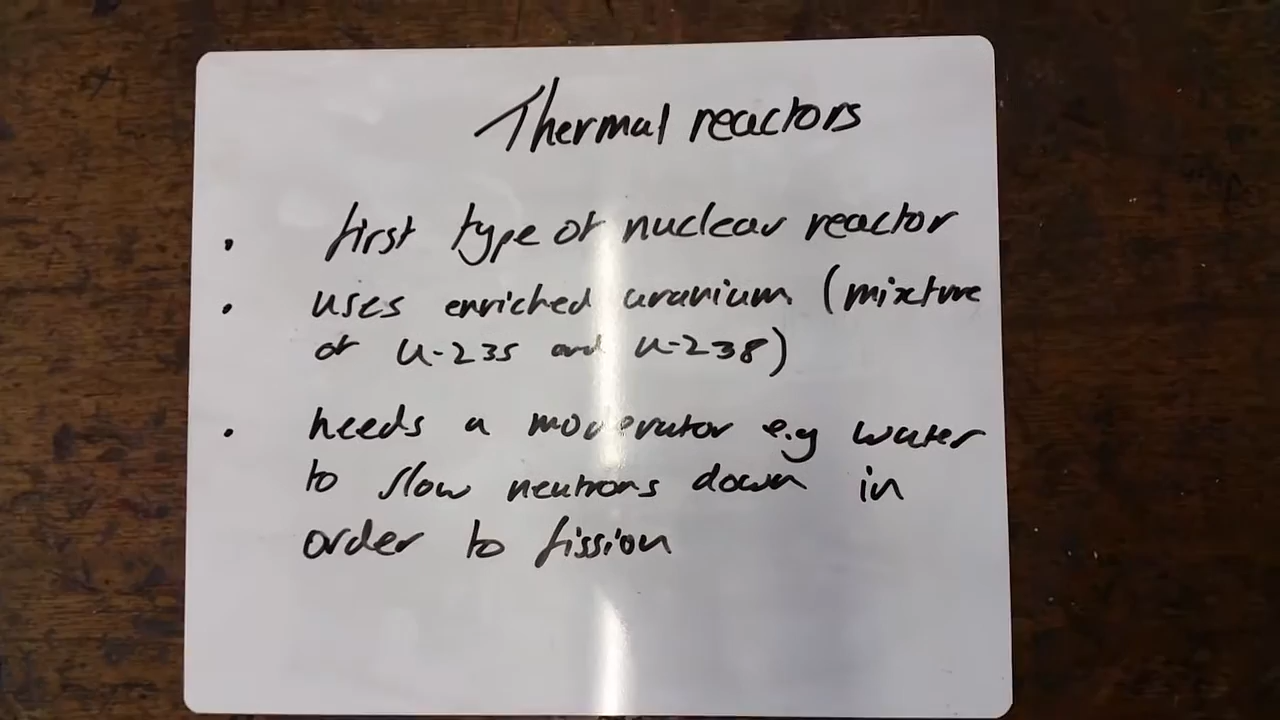 Thermal reactors
• first type of nuclear reactor
• uses enriched uranium (mixture
of U-235 and U-238)
• needs a moderator e.g water
to slow neutrons down in
order to fission